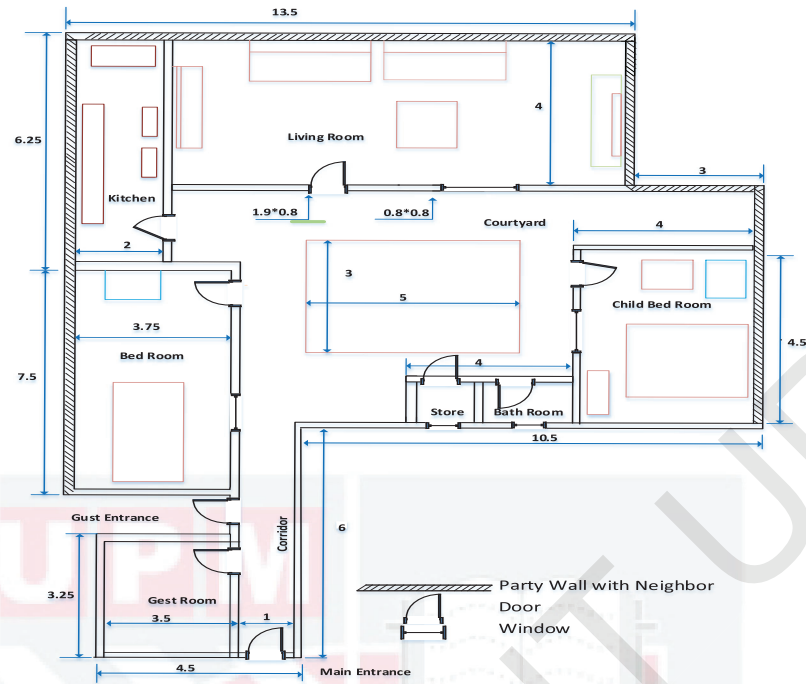 13.5
6.25
4
Living Room
3
Kitchen
1.9*0.8
0.8*0.8
Courtyard
4
2
3
5
Child Bed Room
3.75
Bed Room
4.5
7.5
4
Store
Bath Room
10.5
Gust Entrance
Corridor
6
UPM
3.25
Gest Room
3.5
1
4.5
Main Entrance
Party Wall with Neighbor
Door
Window